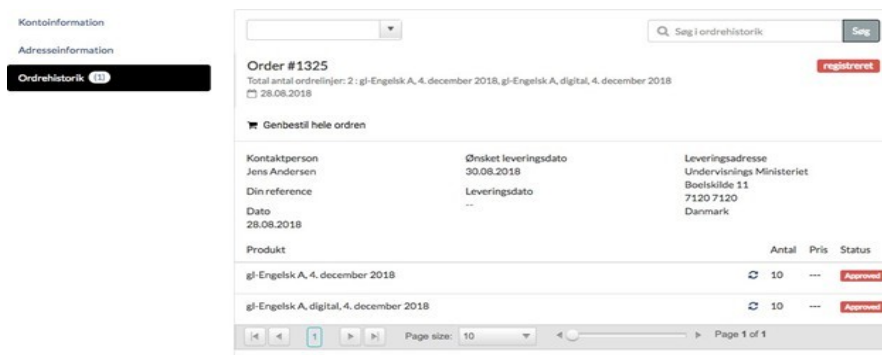 Kontoinformation
Adresseinformation
Ordrehistorik (1)
Søg i ordrehistorik
Søg
Order #1325
registreret
Total antal ordrelinjer: 2 : gl-Engelsk A, 4. december 2018, gl-Engelsk A, digital, 4. december 2018
28.08.2018
Genbestil hele ordren
Kontaktperson
Jens Andersen
Din reference
Dato
28.08.2018
Ønsket leveringsdato
30.08.2018
Leveringsdato
--
Leveringsadresse
Undervisnings Ministeriet
Boelskilde 11
7120 7120
Danmark
Produkt Antal Pris Status
gl-Engelsk A, 4. december 2018 10 --- Approved
gl-Engelsk A, digital, 4. december 2018 10 --- Approved
1 Page size: 10 Page 1 of 1